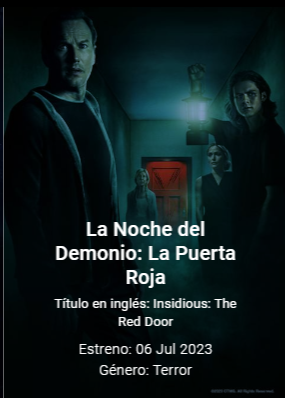 La Noche del
Demonio: La Puerta
Roja
Título en inglés: Insidious: The
Red Door
Estreno: 06 Jul 2023
Género: Terror